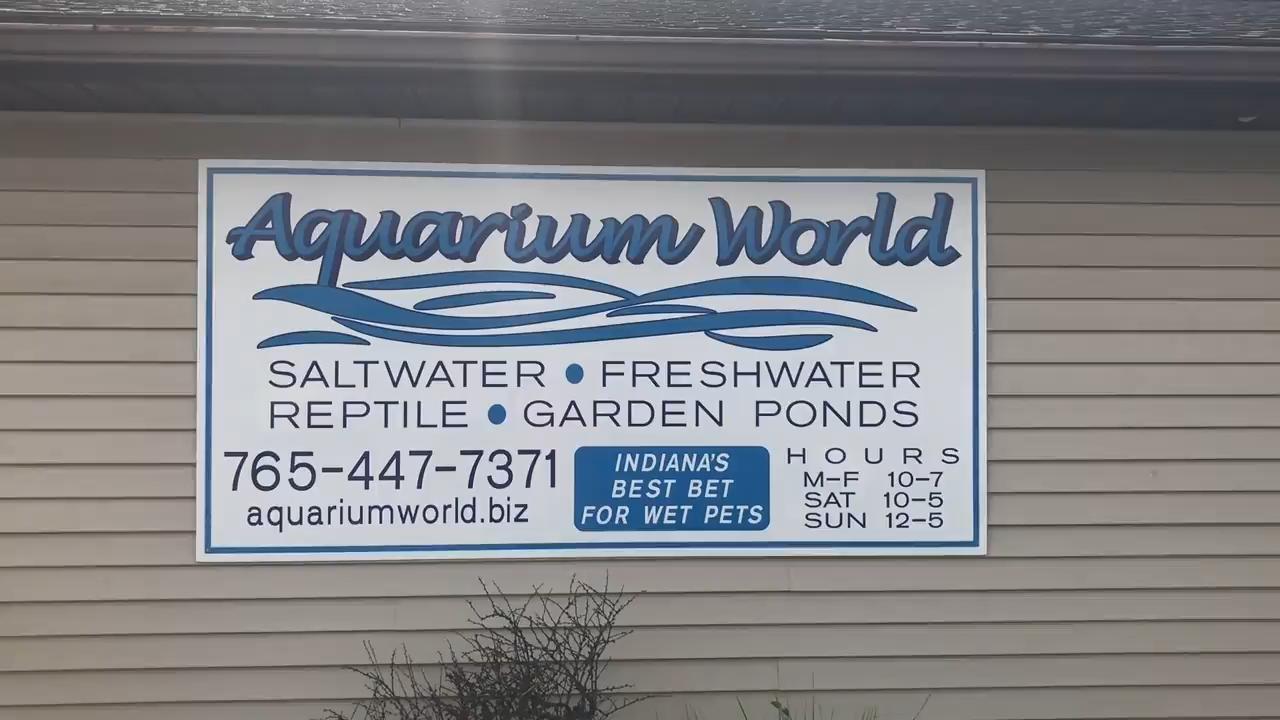 Aquarium World
SALTWATER • FRESHWATER
REPTILE • GARDEN PONDS
765-447-7371
aquariumworld.biz
INDIANA'S
BEST BET
FOR WET PETS
HOURS
M-F 10-7
SAT 10-5
SUN 12-5